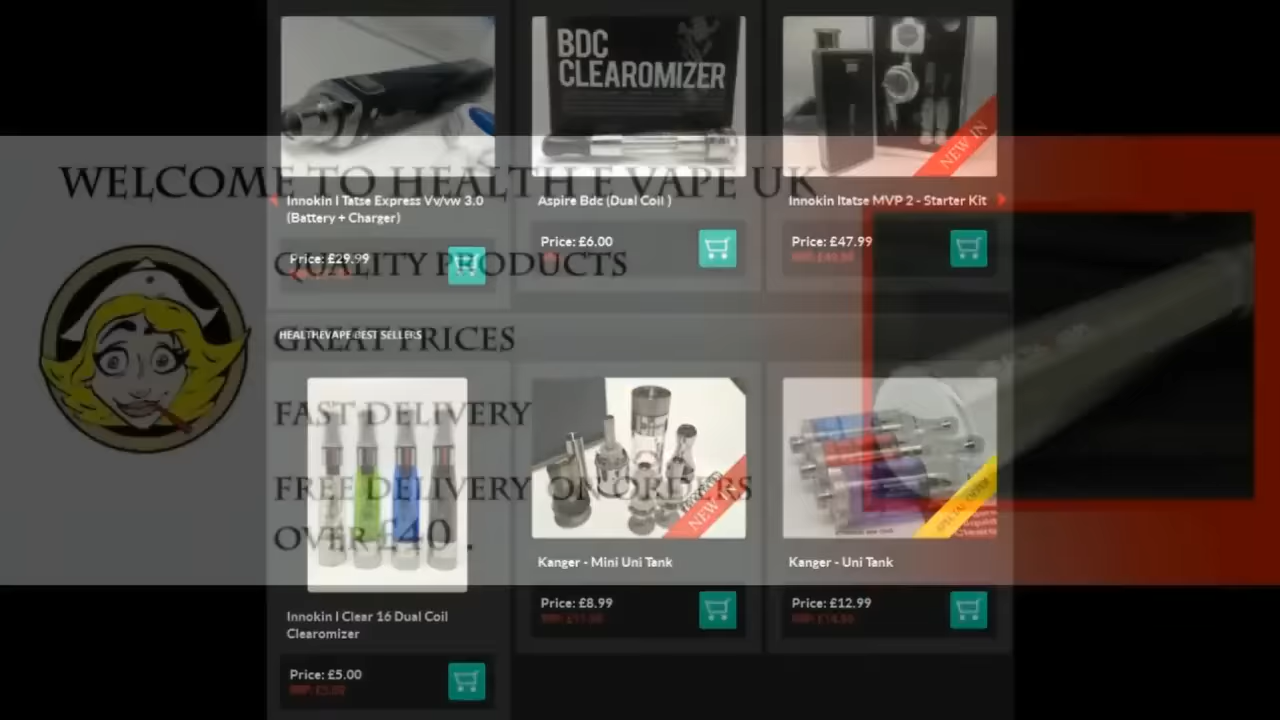 BDC
CLEAROMIZER
NEW IN
WELCOME TO HEALTH E VAPE UK
Innokin I Tatse Express Vv/vw 3.0
(Battery + Charger)
Aspire Bdc (Dual Coil )
Innokin Itatse MVP 2 - Starter Kit
Price: £29.99
Price: £6.00
Price: £47.99
QUALITY PRODUCTS
HEALTHEVAPE BEST SELLERS
GREAT PRICES
FAST DELIVERY
FREE DELIVERY ON ORDERS
OVER £40 .
NEW IN
SPECIAL OFFER
Kanger - Mini Uni Tank
Kanger - Uni Tank
Price: £8.99
Price: £12.99
Innokin I Clear 16 Dual Coil
Clearomizer
Price: £5.00